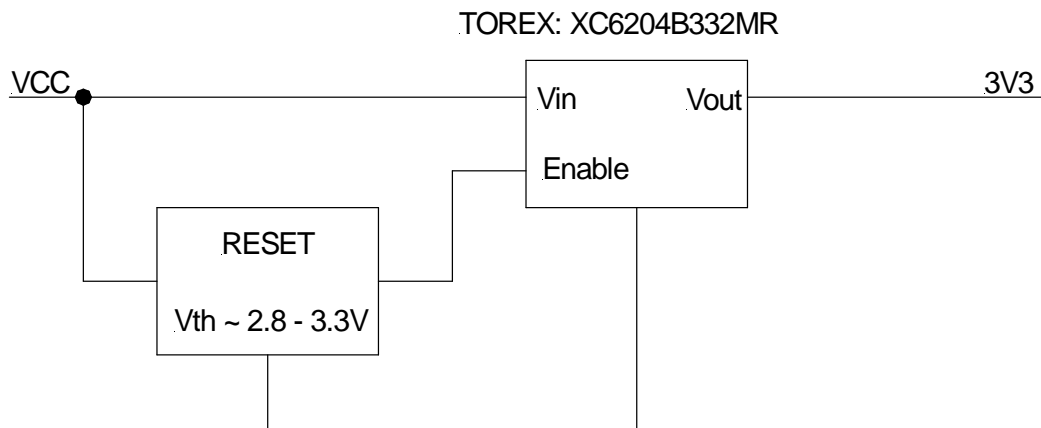 TOREX: XC6204B332MR
VCC
Vin
Vout
3V3
Enable
RESET
Vth ~ 2.8 - 3.3V